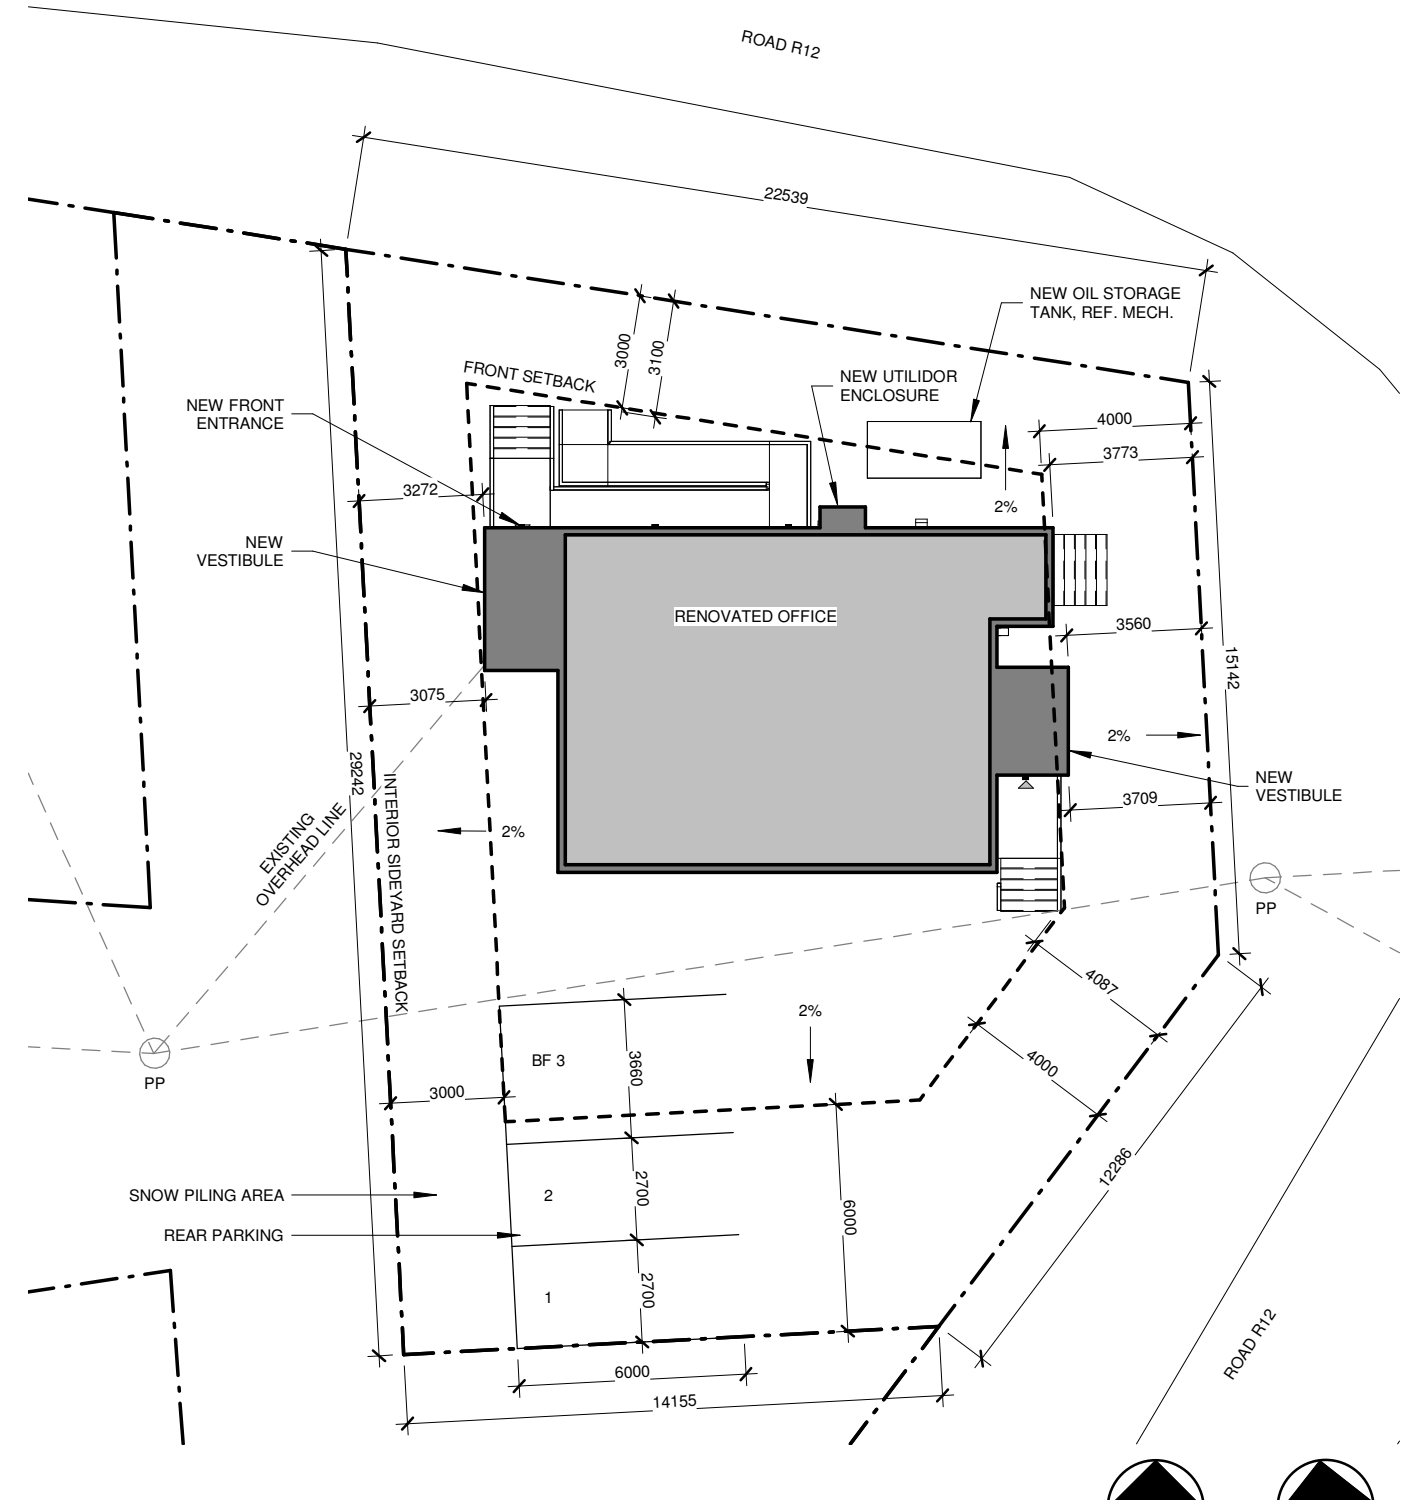 ROAD R12
22539
NEW OIL STORAGE
TANK, REF. MECH.
3000
3100
FRONT SETBACK
NEW UTILIDOR
ENCLOSURE
NEW FRONT
ENTRANCE
4000
3773
3272
2%
NEW
VESTIBULE
RENOVATED OFFICE
3560
15142
3075
2%
29242
INTERIOR SIDEYARD SETBACK
NEW
VESTIBULE
3709
EXISTING
OVERHEAD LINE
2%
PP
4087
2%
BF 3
3660
4000
PP
3000
12286
SNOW PILING AREA
2
2700
6000
REAR PARKING
1
2700
ROAD R12
6000
14155